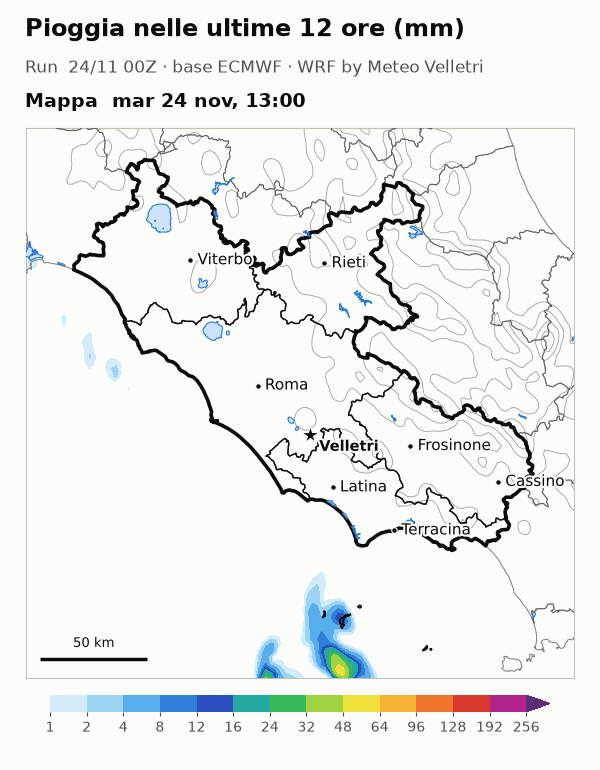 Pioggia nelle ultime 12 ore (mm)
Run 24/11 00Z · base ECMWF · WRF by Meteo Velletri
Mappa mar 24 nov, 13:00
Viterbo
Rieti
Roma
Velletri
Frosinone
Cassino
Latina
Terracina
50 km
1 2 4 8 12 16 24 32 48 64 96 128 192 256